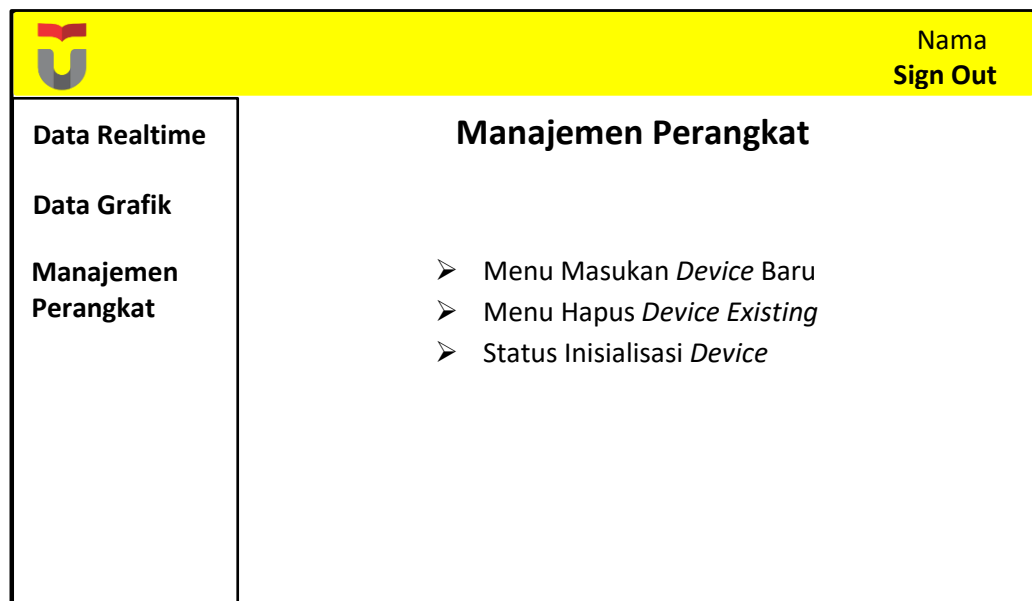 Nama
Sign Out
Data Realtime
Data Grafik
Manajemen
Perangkat
Manajemen Perangkat
➢ Menu Masukan Device Baru
➢ Menu Hapus Device Existing
➢ Status Inisialisasi Device